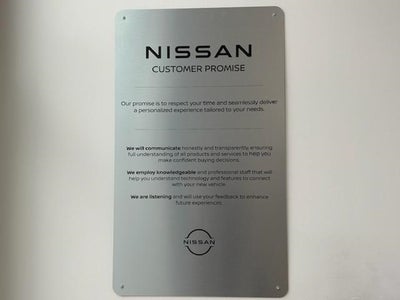 NISSAN
CUSTOMER PROMISE
Our promise is to respect your time and seamlessly deliver
a personalized experience tailored to your needs.
We will communicate honestly and transparently, ensuring
full understanding of all products and services to help you
make confident buying decisions.
We employ knowledgeable and professional staff that will
help you understand technology and features to connect
with your new vehicle.
We are listening and will use your feedback to enhance
future experiences.
NISSAN